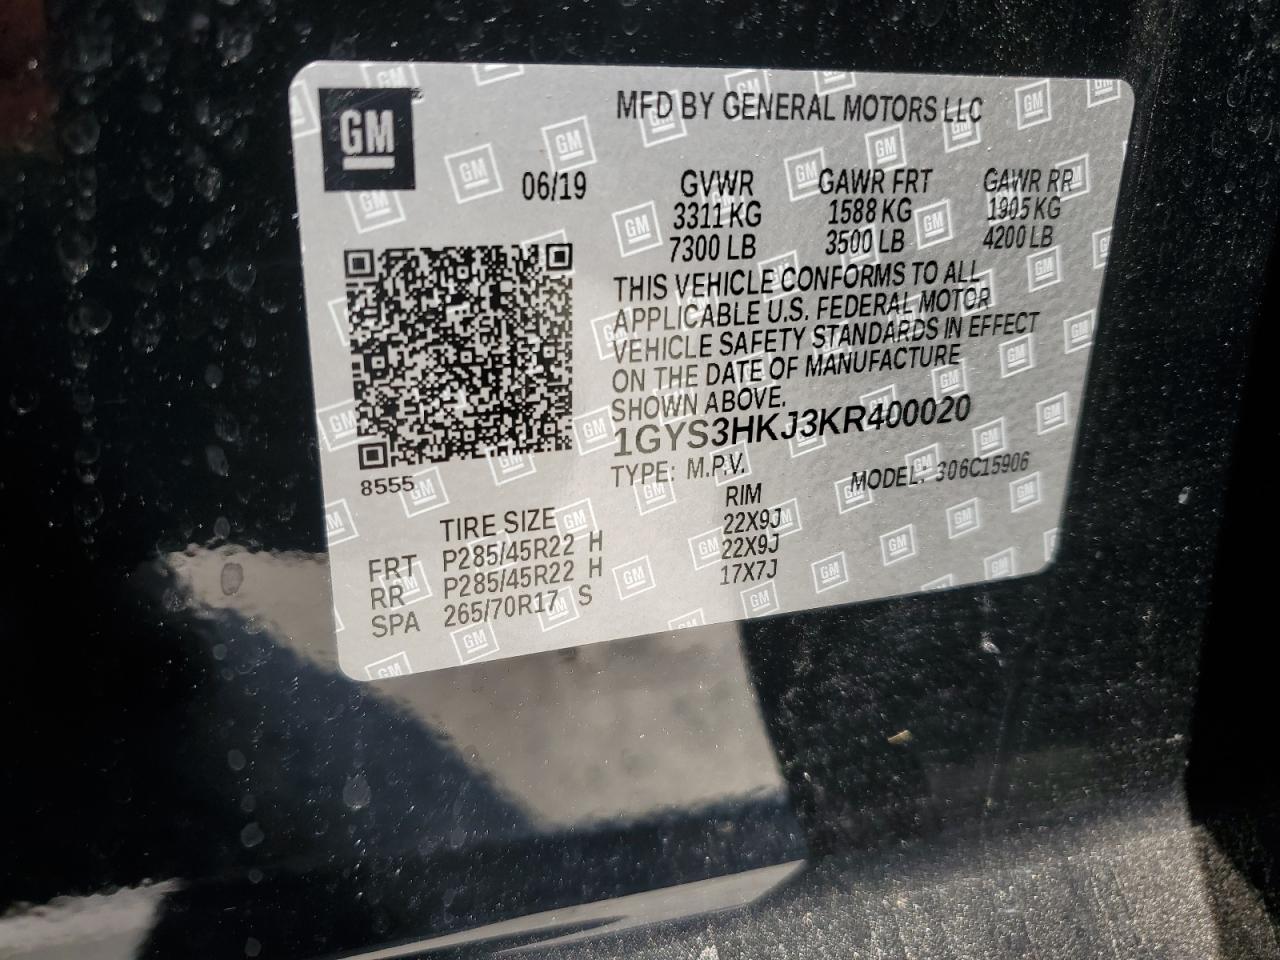 GM
MFD BY GENERAL MOTORS LLC
06/19
GVWR GAWR FRT GAWR RR
3311 KG 1588 KG 1905 KG
7300 LB 3500 LB 4200 LB
THIS VEHICLE CONFORMS TO ALL
APPLICABLE U.S. FEDERAL MOTOR
VEHICLE SAFETY STANDARDS IN EFFECT
ON THE DATE OF MANUFACTURE
SHOWN ABOVE.
1GYS3HKJ3KR400020
TYPE: M.P.V. MODEL: 306C15906
8555
TIRE SIZE RIM
FRT P285/45R22 H 22X9J
RR P285/45R22 H 22X9J
SPA 265/70R17 S 17X7J